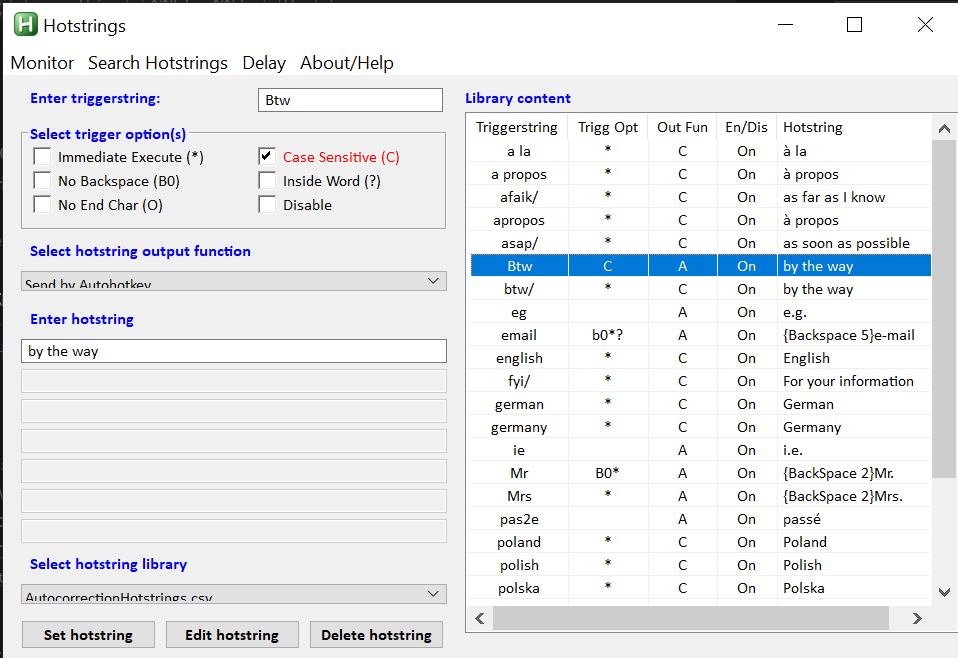 Hotstrings
Monitor Search Hotstrings Delay About/Help
Enter triggerstring: Btw
Select trigger option(s)
Immediate Execute (*) Case Sensitive (C)
No Backspace (B0) Inside Word (?)
No End Char (O) Disable
Select hotstring output function
Send by Autohotkey
Enter hotstring
by the way
Select hotstring library
AutocorrectionHotstrings.csv
Set hotstring Edit hotstring Delete hotstring
Library content
Triggerstring Trigg Opt Out Fun En/Dis Hotstring
a la * C On à la
a propos * C On à propos
afaik/ * C On as far as I know
apropos * C On à propos
asap/ * C On as soon as possible
Btw C A On by the way
btw/ * C On by the way
eg A On e.g.
email b0*? A On {Backspace 5}e-mail
english * C On English
fyi/ * C On For your information
german * C On German
germany * C On Germany
ie A On i.e.
Mr B0* A On {BackSpace 2}Mr.
Mrs * A On {BackSpace 2}Mrs.
pas2e A On passé
poland * C On Poland
polish * C On Polish
polska * C On Polska